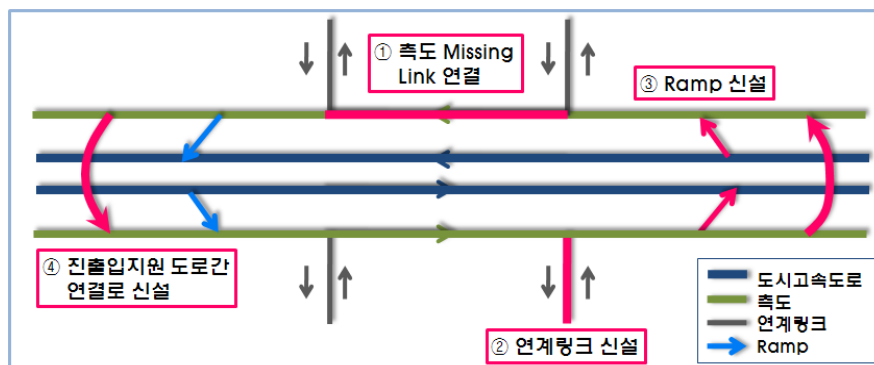 ① 측도 Missing
Link 연결
③ Ramp 신설
④ 진출입지원 도로간
연결로 신설
② 연계링크 신설
도시고속도로
측도
연계링크
Ramp